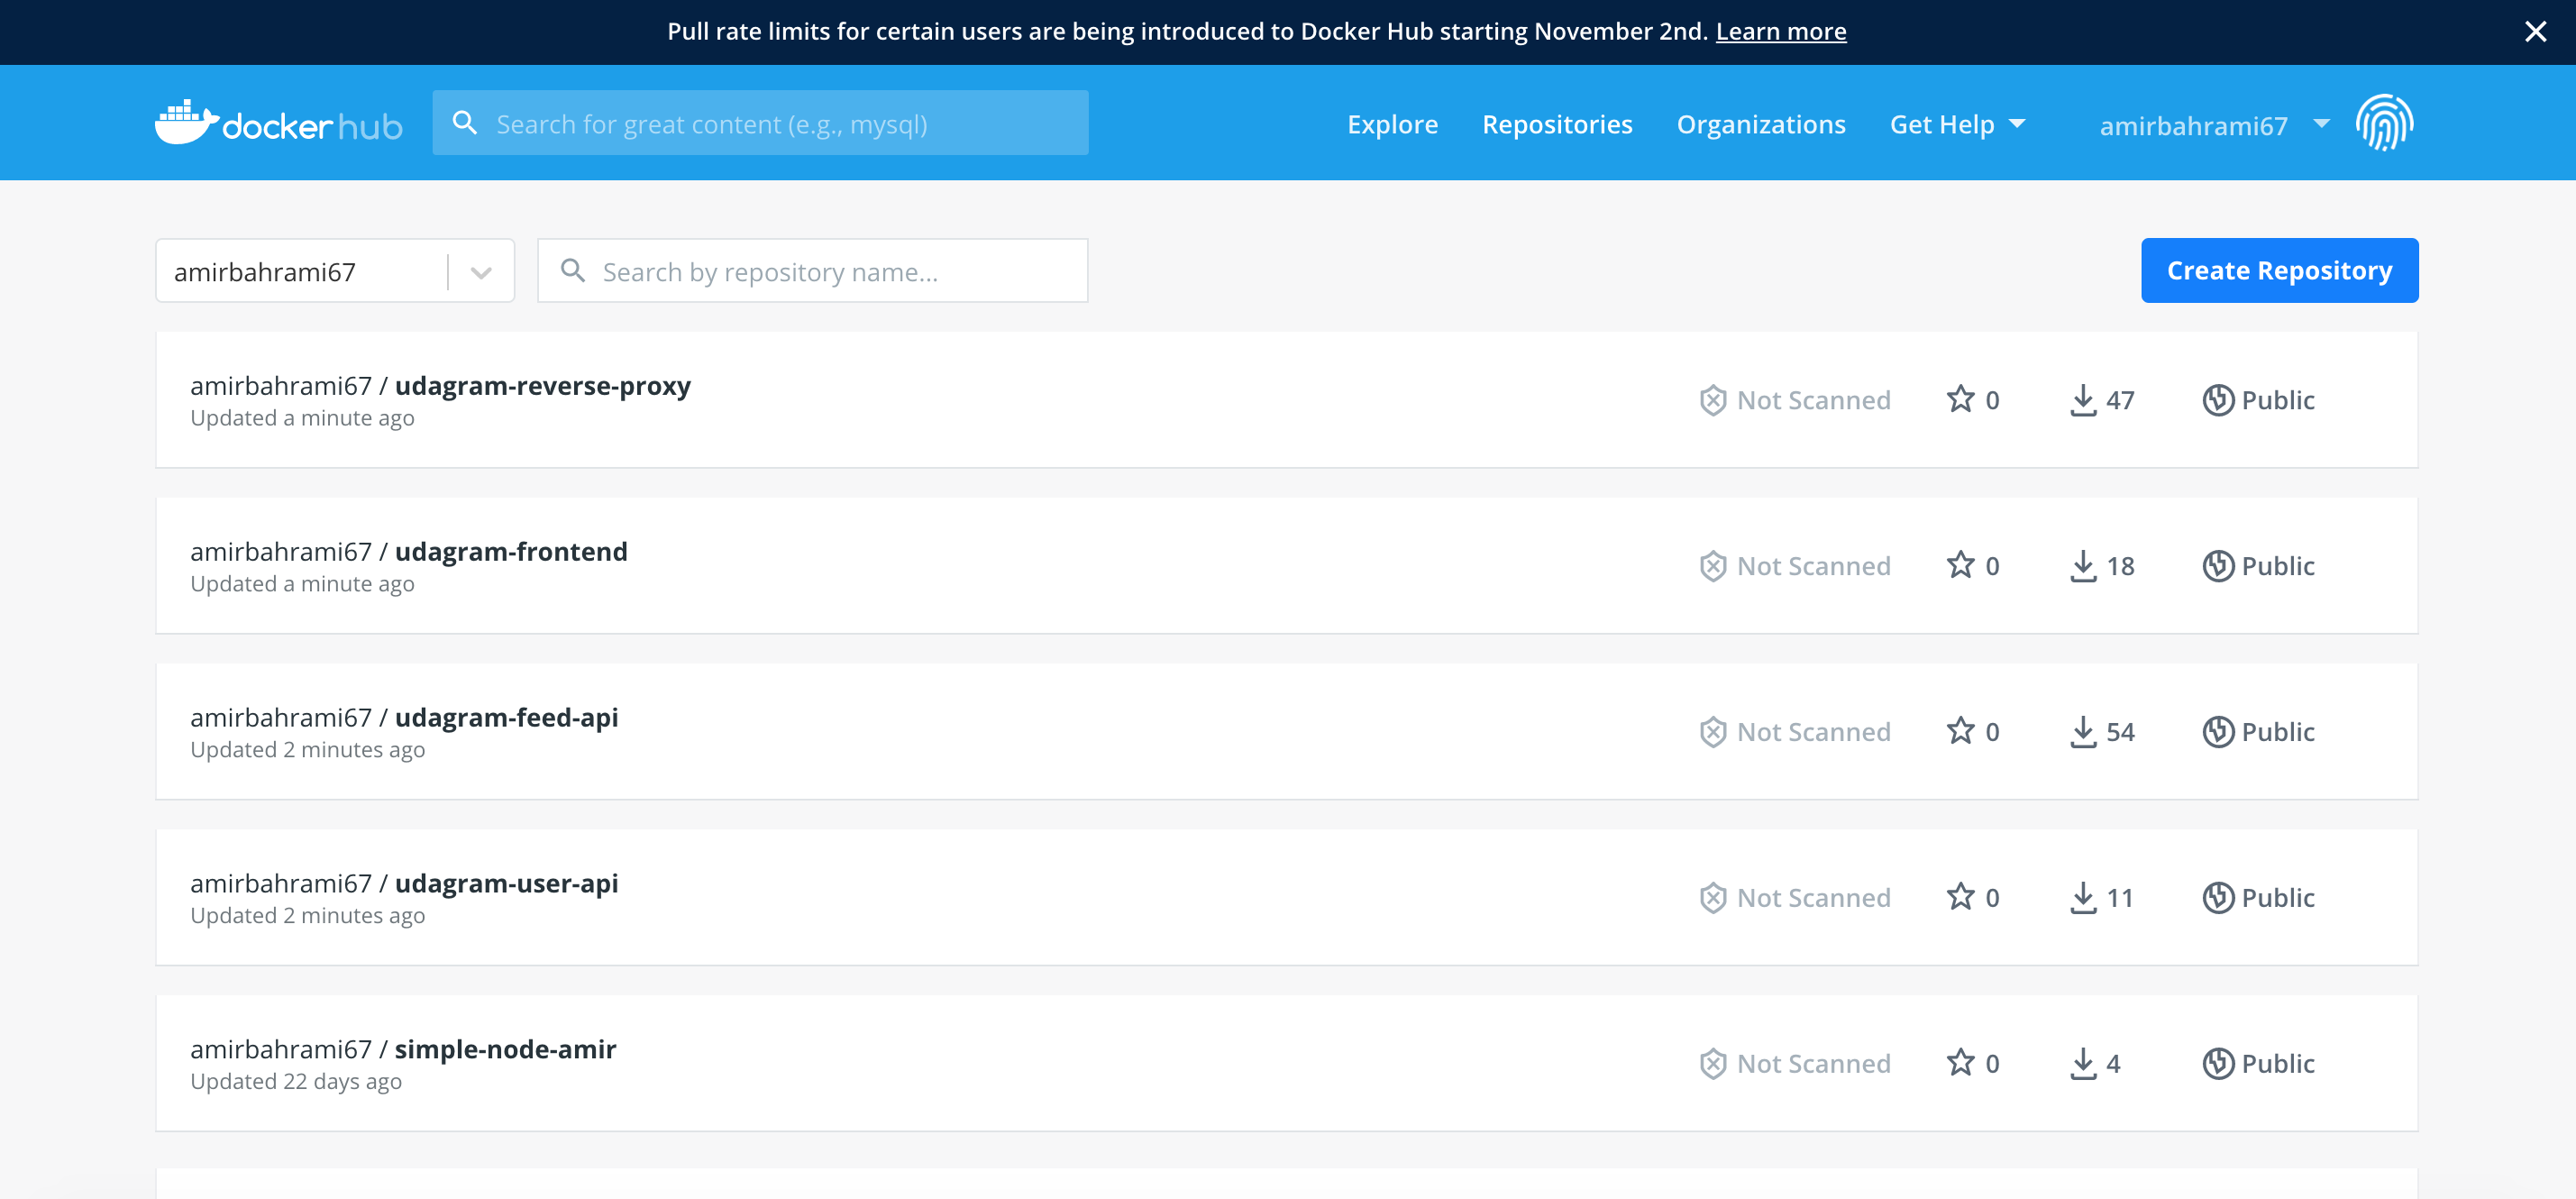 Pull rate limits for certain users are being introduced to Docker Hub starting November 2nd. Learn more
docker hub
Search for great content (e.g., mysql)
Explore
Repositories
Organizations
Get Help
amirbahrami67
amirbahrami67
Search by repository name...
Create Repository
amirbahrami67 / udagram-reverse-proxy
Updated a minute ago
Not Scanned
0
47
Public
amirbahrami67 / udagram-frontend
Updated a minute ago
Not Scanned
0
18
Public
amirbahrami67 / udagram-feed-api
Updated 2 minutes ago
Not Scanned
0
54
Public
amirbahrami67 / udagram-user-api
Updated 2 minutes ago
Not Scanned
0
11
Public
amirbahrami67 / simple-node-amir
Updated 22 days ago
Not Scanned
0
4
Public